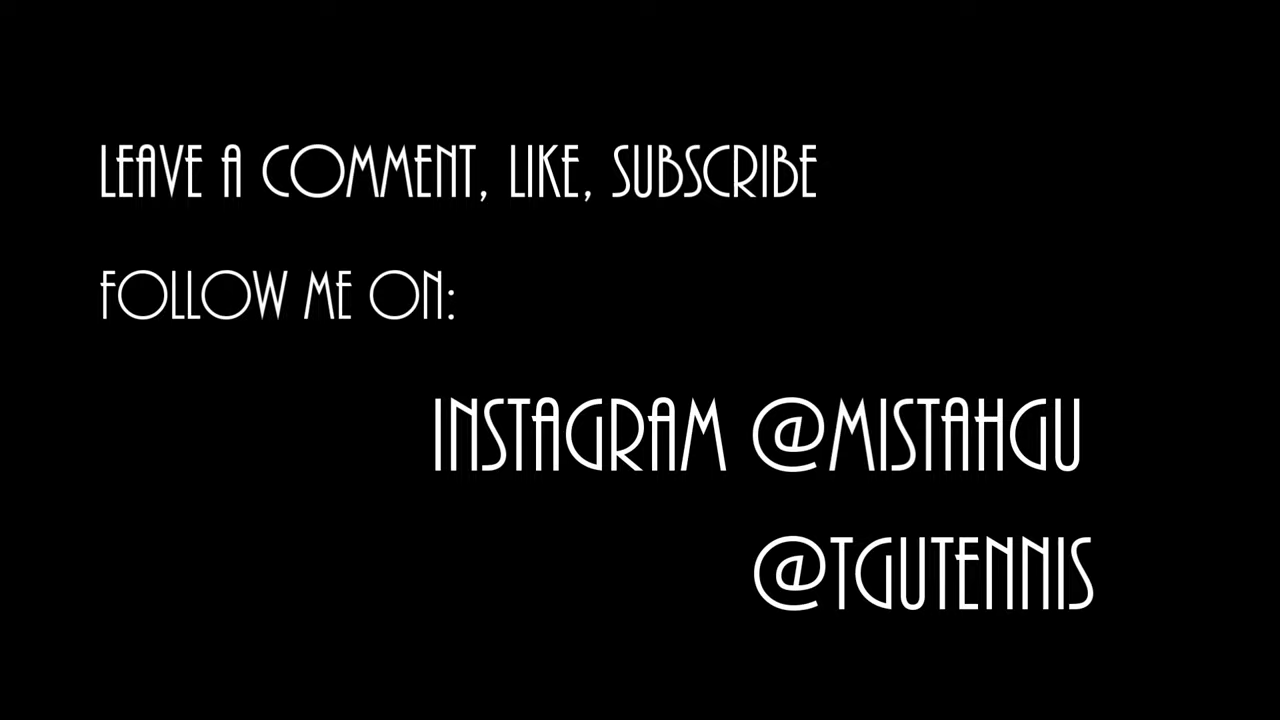 LEAVE A COMMENT, LIKE, SUBSCRIBE
FOLLOW ME ON:
INSTAGRAM @MISTAHGU
@TGUTENNIS